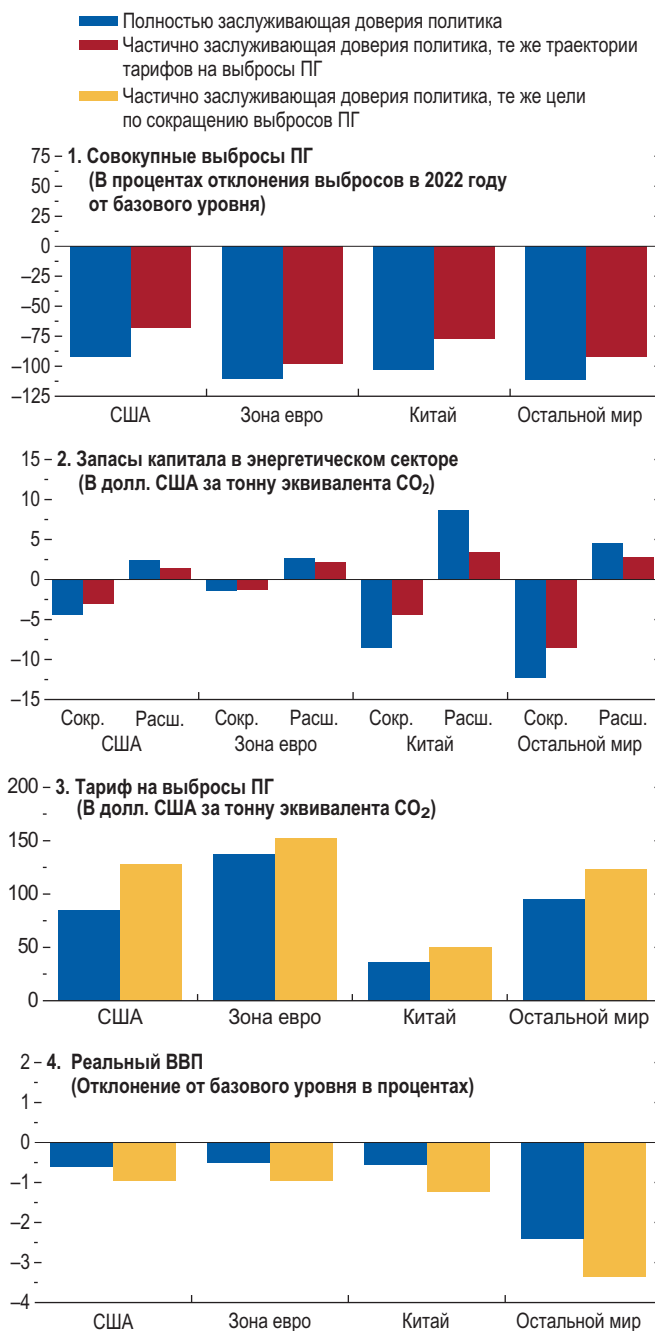 Полностью заслуживающая доверия политика
Частично заслуживающая доверия политика, те же траектории
тарифов на выбросы ПГ
Частично заслуживающая доверия политика, те же цели
по сокращению выбросов ПГ
1. Совокупные выбросы ПГ
(В процентах отклонения выбросов в 2022 году
от базового уровня)
75
50
25
0
–25
–50
–75
–100
–125
США Зона евро Китай Остальной мир
2. Запасы капитала в энергетическом секторе
(В долл. США за тонну эквивалента CO₂)
15
10
5
0
–5
–10
–15
Сокр. Расш. Сокр. Расш. Сокр. Расш. Сокр. Расш.
США Зона евро Китай Остальной мир
3. Тариф на выбросы ПГ
(В долл. США за тонну эквивалента CO₂)
200
150
100
50
0
США Зона евро Китай Остальной мир
4. Реальный ВВП
(Отклонение от базового уровня в процентах)
2
1
0
–1
–2
–3
–4
США Зона евро Китай Остальной мир